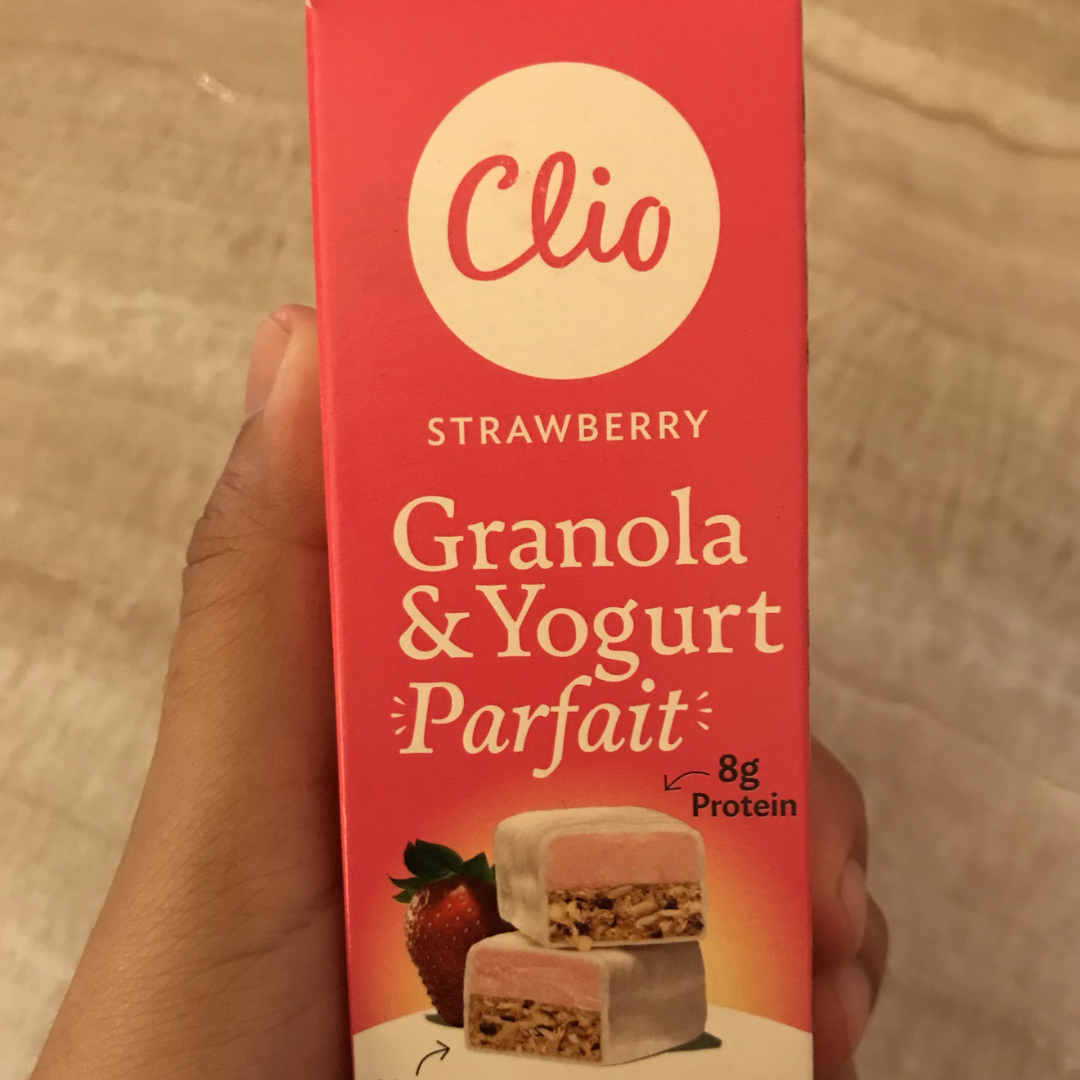 Clio
STRAWBERRY
Granola
& Yogurt
Parfait
8g
Protein